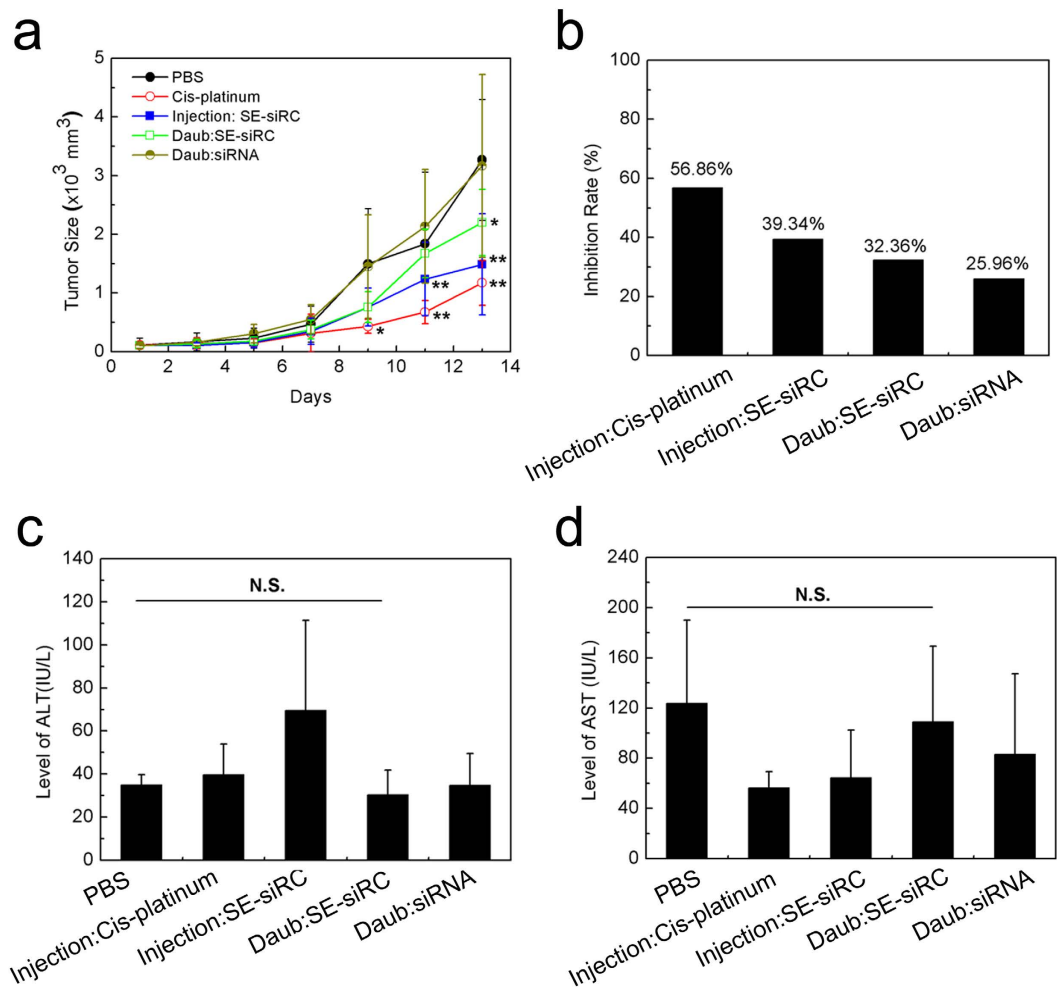 a
5
4
3
2
1
0
Tumor Size (x10³ mm³)
PBS
Cis-platinum
Injection: SE-siRC
Daub:SE-siRC
Daub:siRNA
*
**
**
**
**
*
0 2 4 6 8 10 12 14
Days
b
100
80
60
40
20
0
Inhibition Rate (%)
56.86%
39.34%
32.36%
25.96%
Injection:Cis-platinum
Injection:SE-siRC
Daub:SE-siRC
Daub:siRNA
c
140
120
100
80
60
40
20
0
Level of ALT(IU/L)
N.S.
PBS
Injection:Cis-platinum
Injection:SE-siRC
Daub:SE-siRC
Daub:siRNA
d
240
200
160
120
80
40
0
Level of AST (IU/L)
N.S.
PBS
Injection:Cis-platinum
Injection:SE-siRC
Daub:SE-siRC
Daub:siRNA